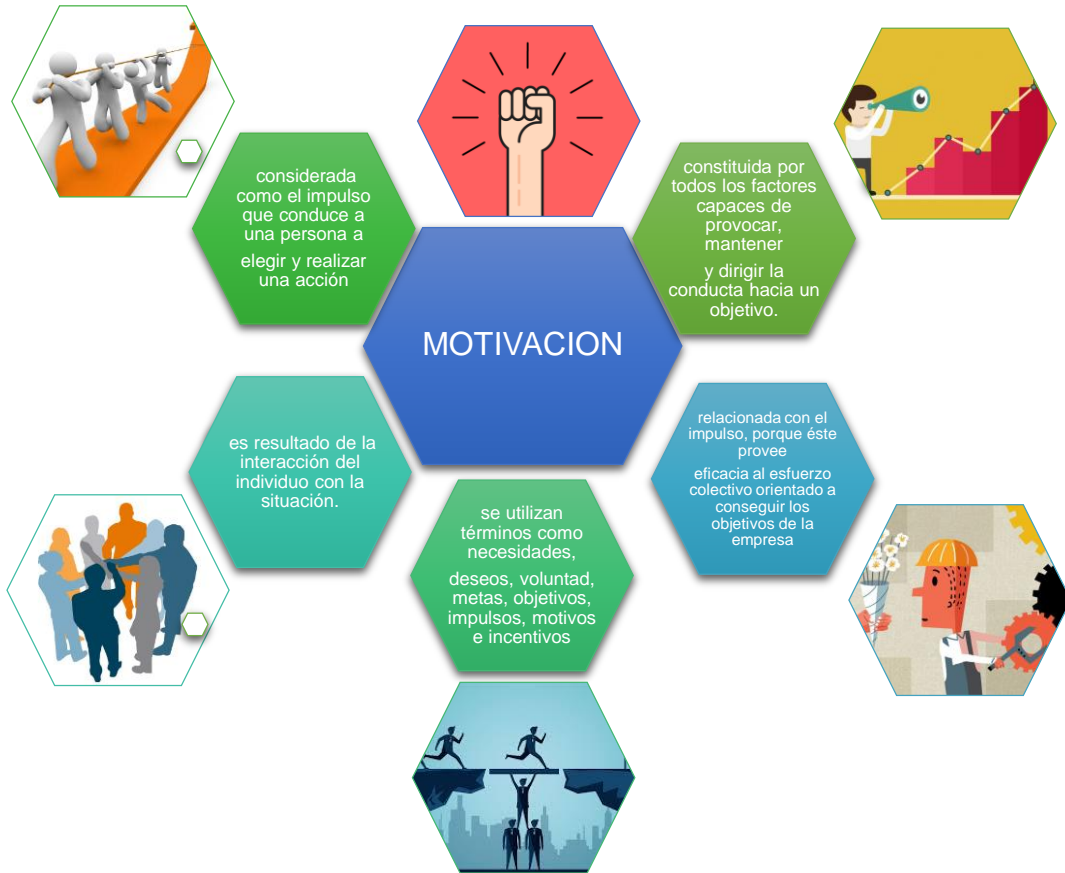 considerada
como el impulso
que conduce a
una persona a
elegir y realizar
una acción
constituida por
todos los factores
capaces de
provocar,
mantener
y dirigir la
conducta hacia un
objetivo.
MOTIVACION
es resultado de la
interacción del
individuo con la
situación.
relacionada con el
impulso, porque éste
provee
eficacia al esfuerzo
colectivo orientado a
conseguir los
objetivos de la
empresa
se utilizan
términos como
necesidades,
deseos, voluntad,
metas, objetivos,
impulsos, motivos
e incentivos